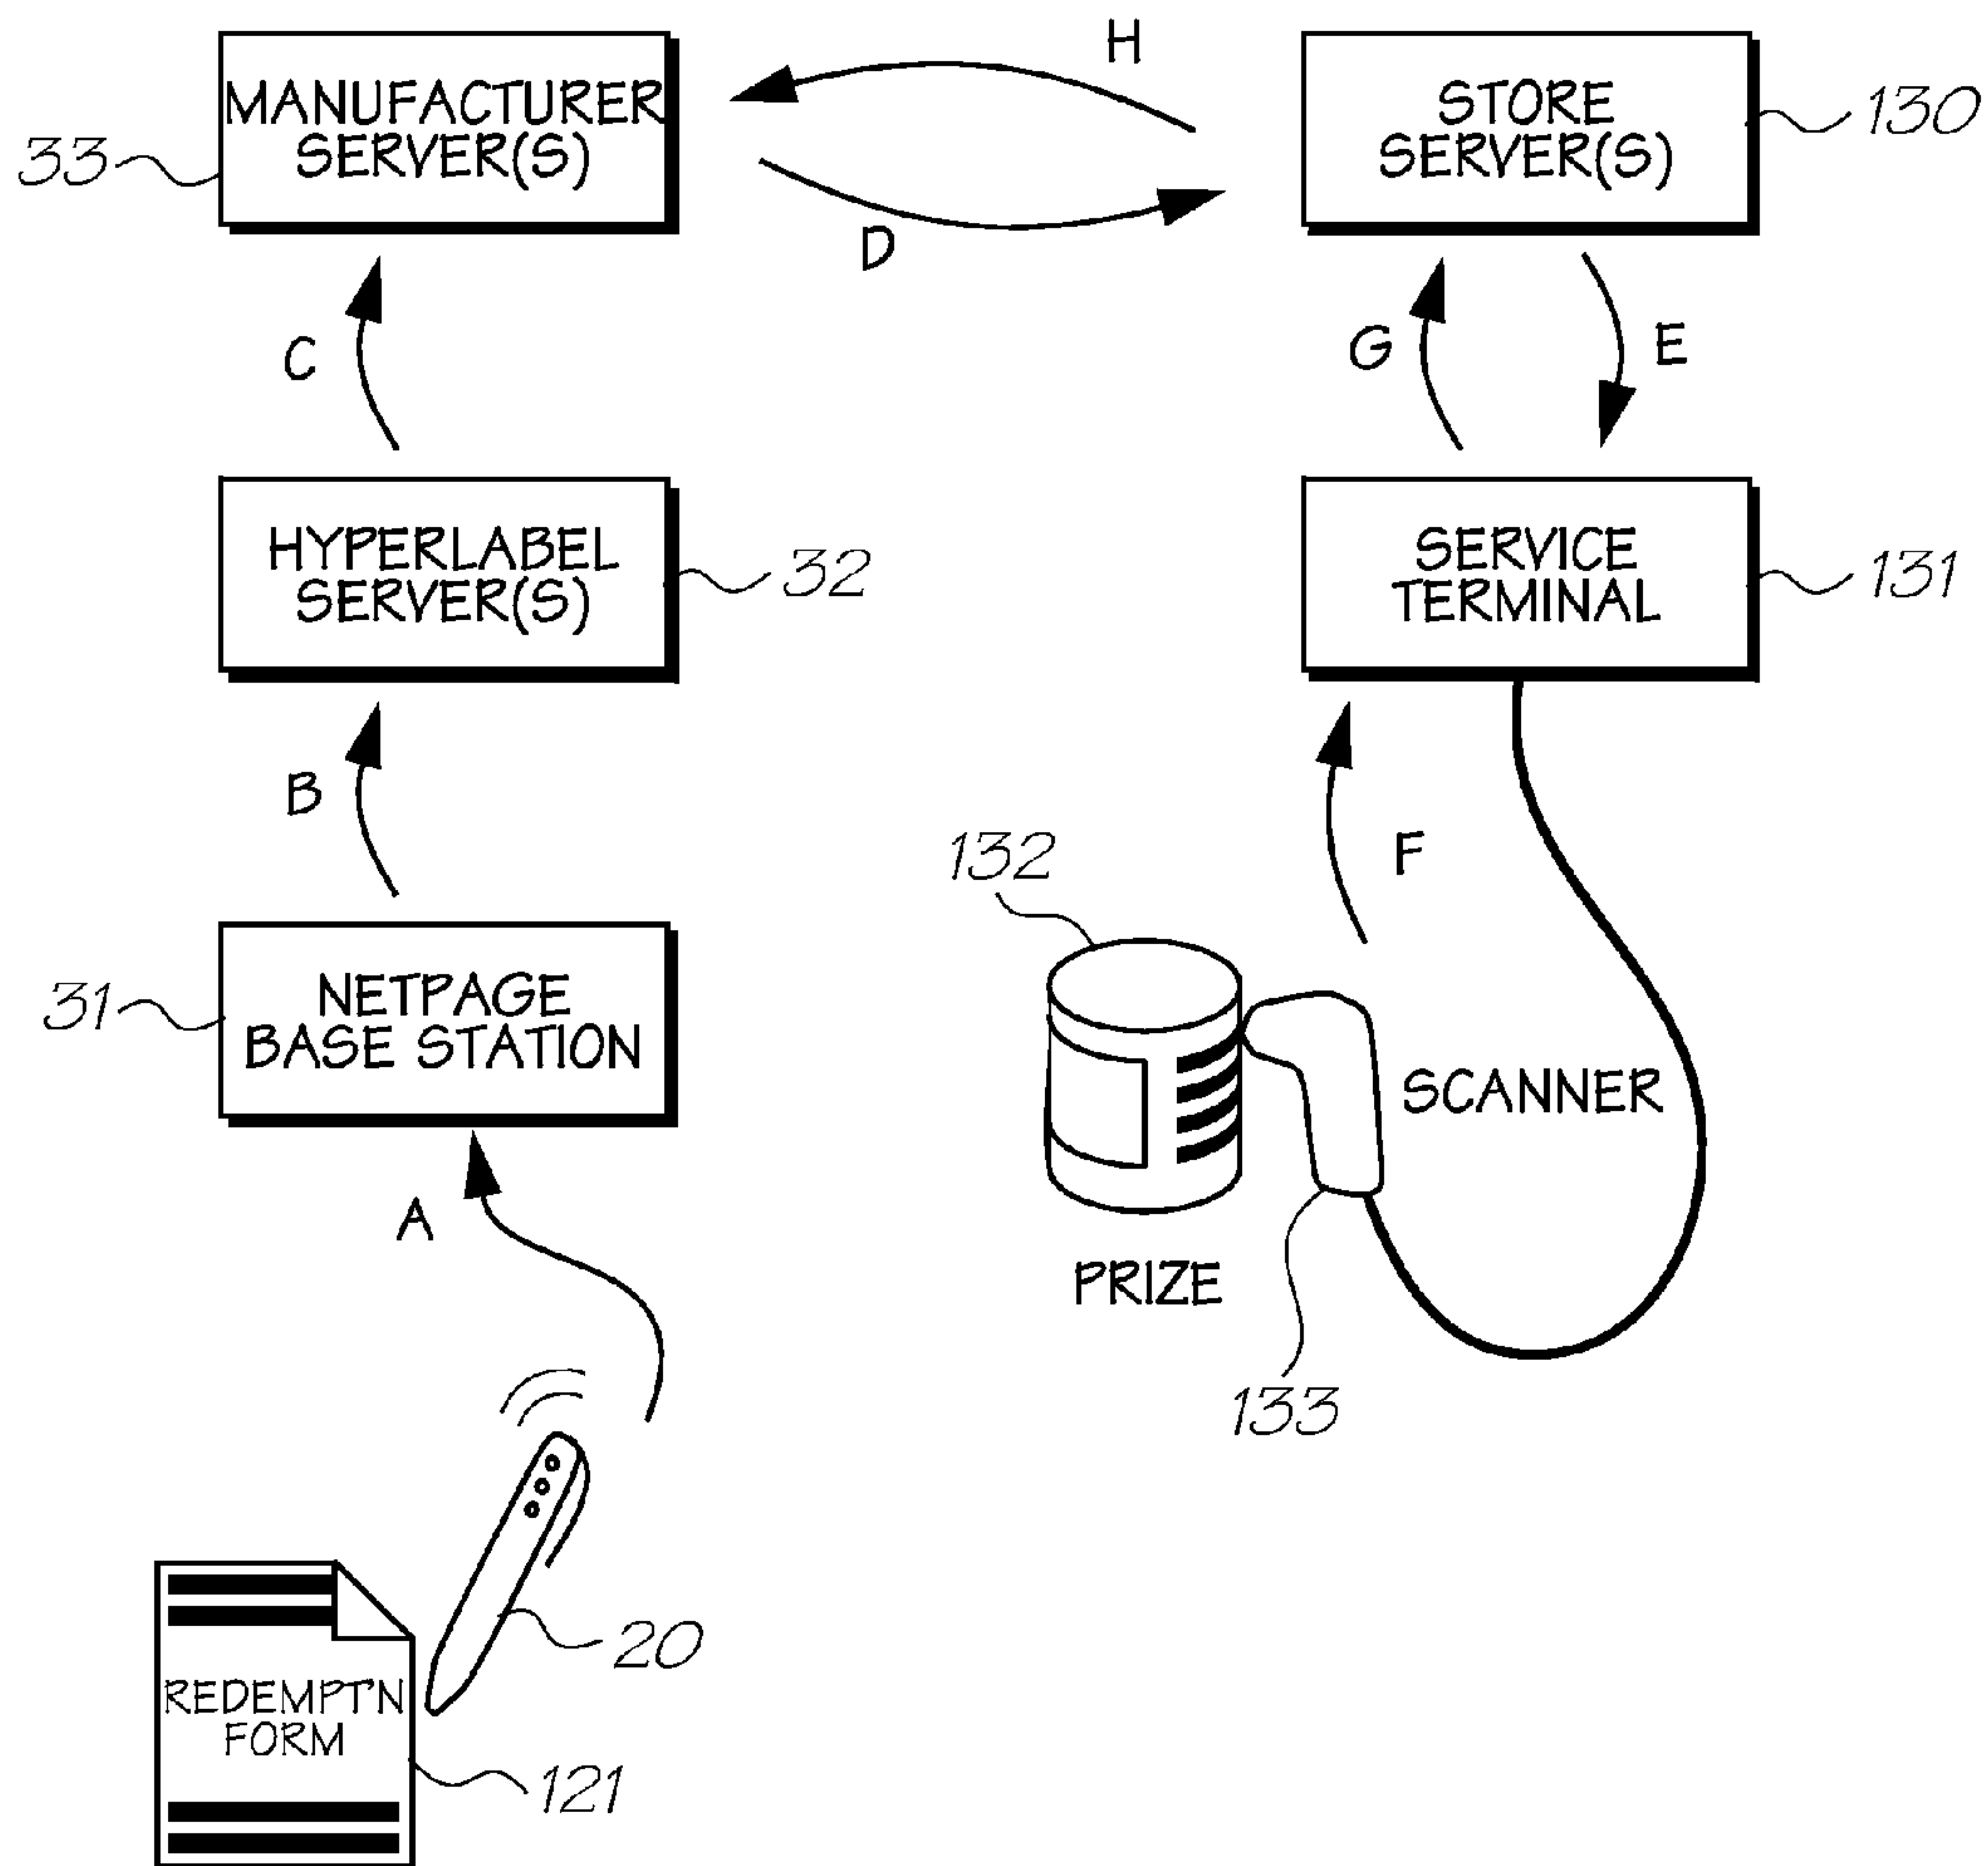 H
MANUFACTURER
SERVER(S)
33
STORE
SERVER(S)
130
D
C
G
E
HYPERLABEL
SERVER(S)
32
SERVICE
TERMINAL
131
B
F
132
NETPAGE
BASE STATION
31
SCANNER
A
PRIZE
133
20
REDEMPT'N
FORM
121